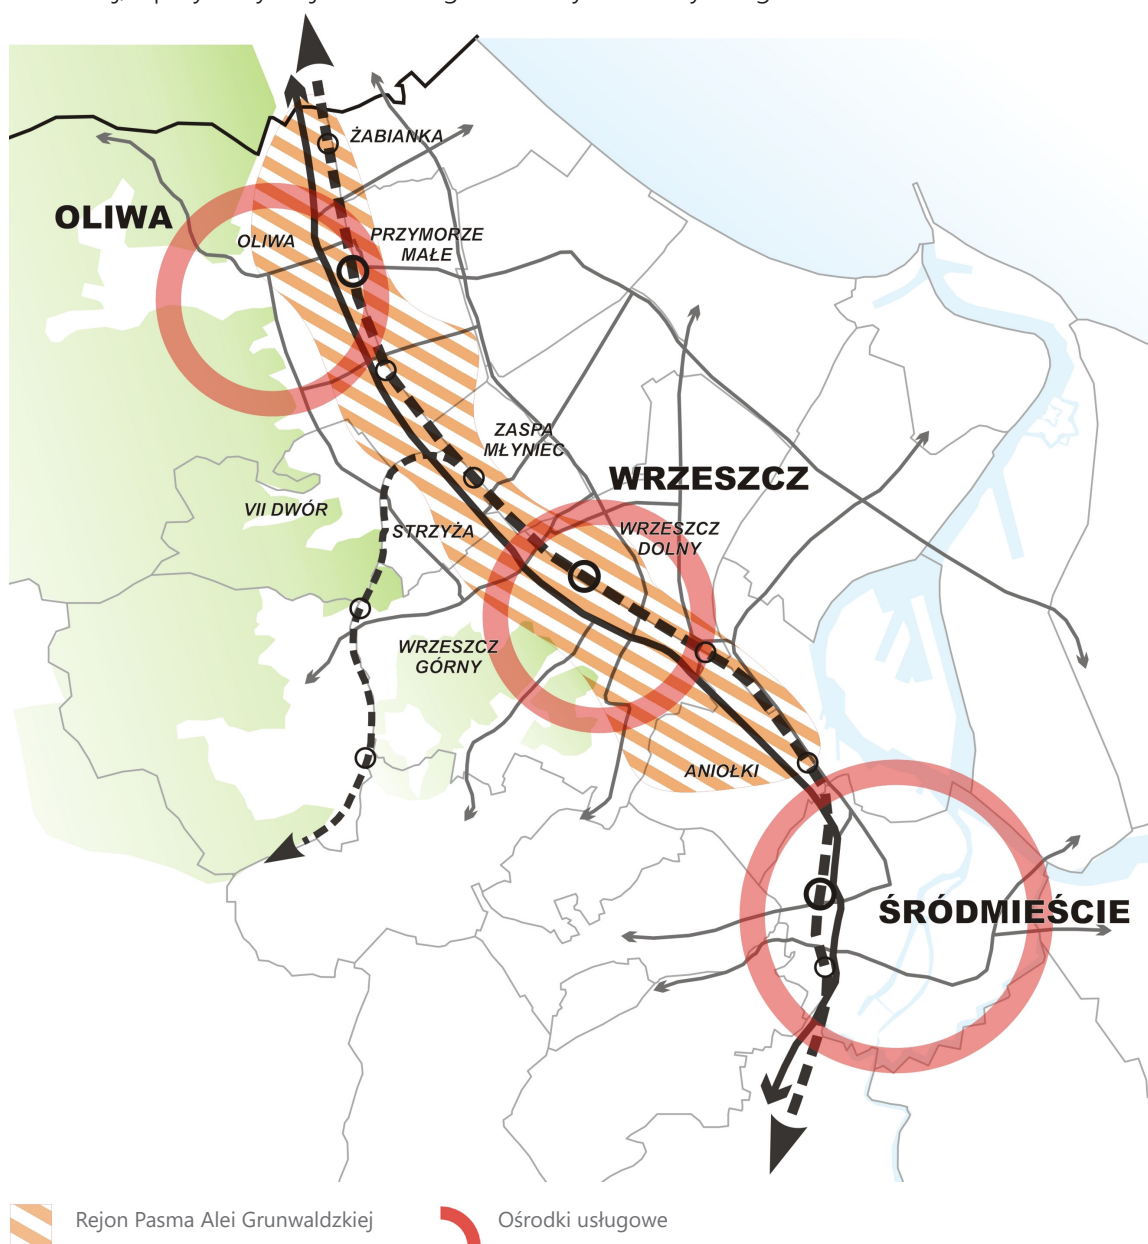 ŻABIANKA
OLIWA
OLIWA
PRZYMORZE
MAŁE
ZASPA
MŁYNIEC
WRZESZCZ
VII DWÓR
STRZYŻA
WRZESZCZ
DOLNY
WRZESZCZ
GÓRNY
ANIOŁKI
ŚRÓDMIEŚCIE
Rejon Pasma Alei Grunwaldzkiej
Ośrodki usługowe